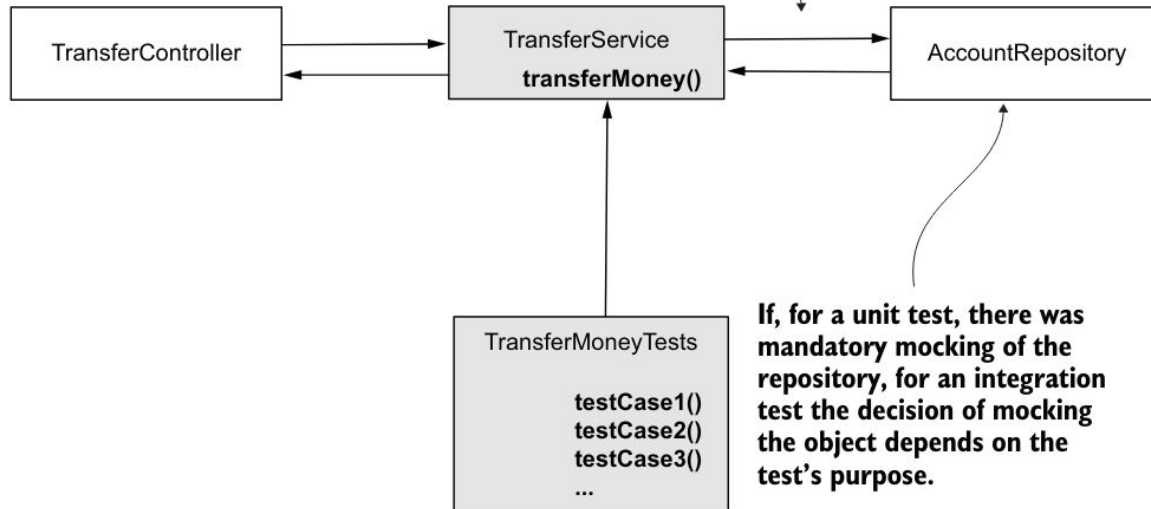 TransferController
TransferService
transferMoney()
AccountRepository
TransferMoneyTests
testCase1()
testCase2()
testCase3()
...
If, for a unit test, there was
mandatory mocking of the
repository, for an integration
test the decision of mocking
the object depends on the
test’s purpose.